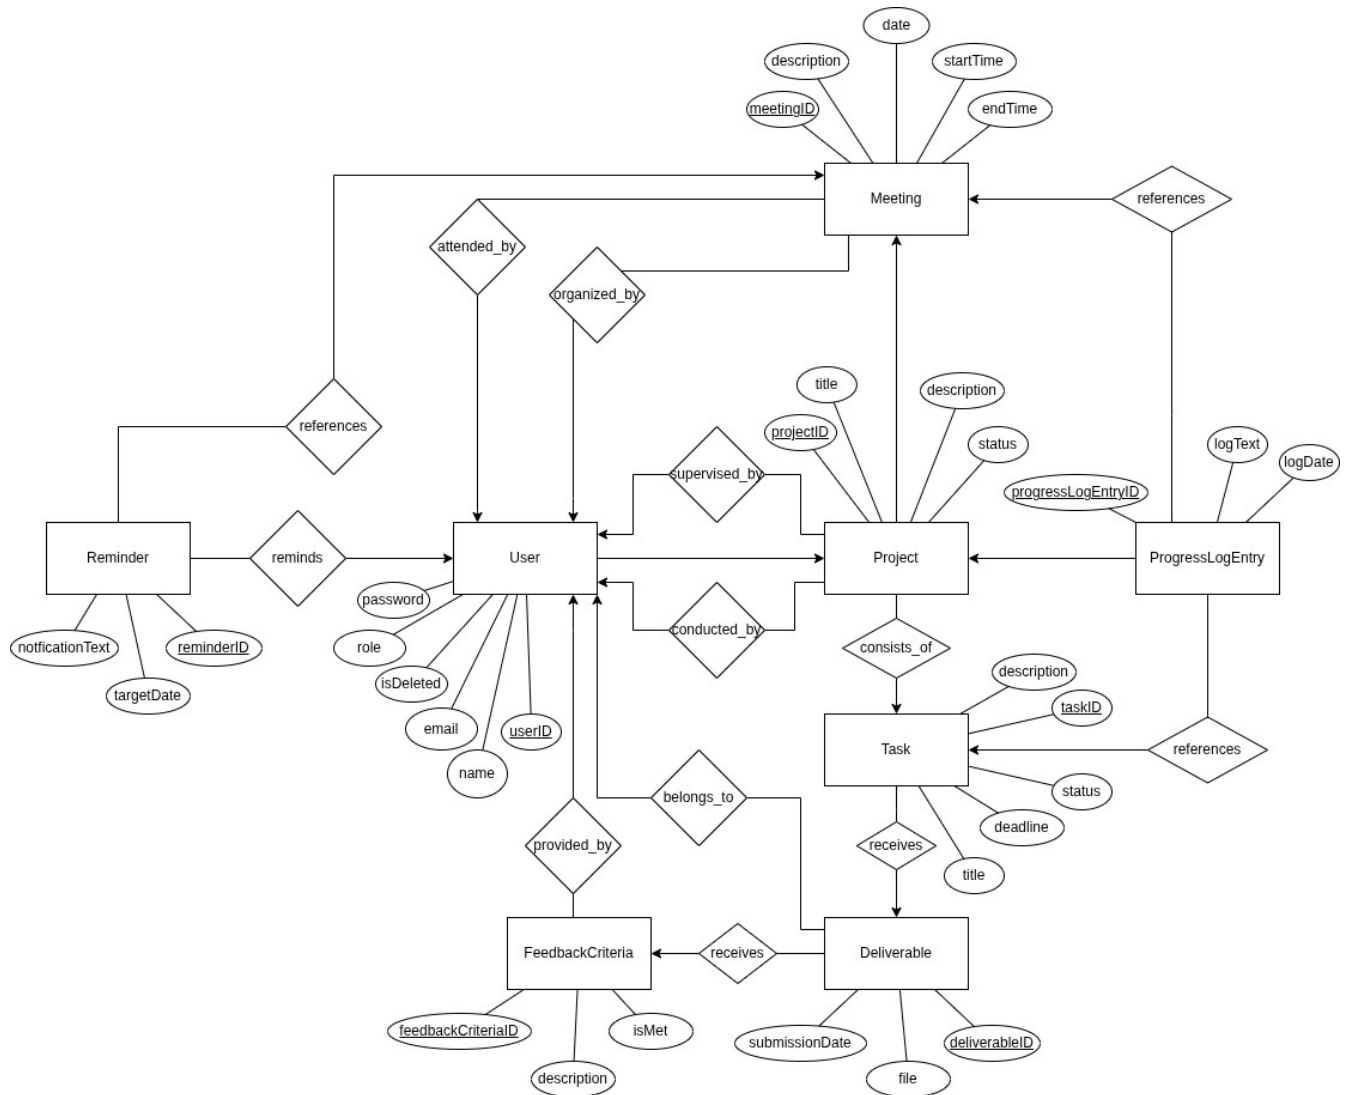 date
description
startTime
meetingID
endTime
Meeting
references
attended_by
organized_by
title
description
references
projectID
status
logText
logDate
supervised_by
progressLogEntryID
Reminder
reminds
User
Project
ProgressLogEntry
password
conducted_by
notficationText
reminderID
role
consists_of
targetDate
isDeleted
description
email
userID
taskID
name
Task
references
status
belongs_to
deadline
provided_by
receives
title
FeedbackCriteria
receives
Deliverable
feedbackCriteriaID
isMet
submissionDate
deliverableID
description
file